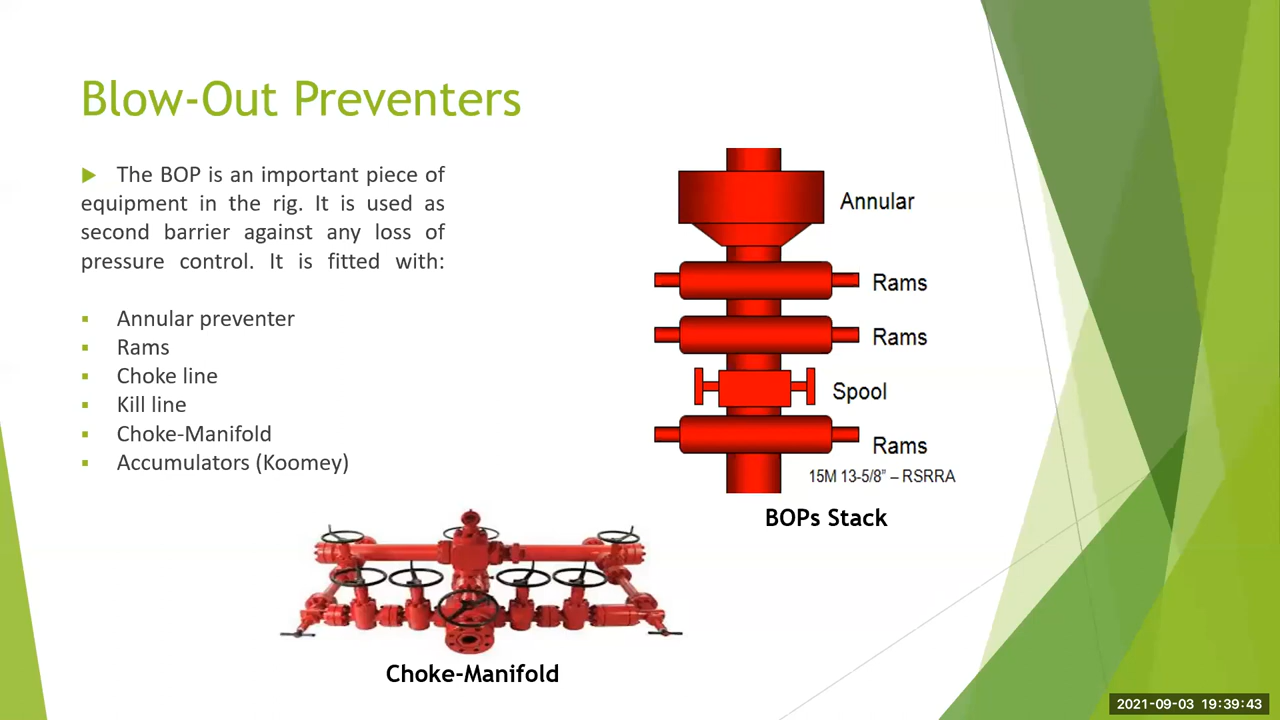 Blow-Out Preventers
The BOP is an important piece of
equipment in the rig. It is used as
second barrier against any loss of
pressure control. It is fitted with:
Annular preventer
Rams
Choke line
Kill line
Choke-Manifold
Accumulators (Koomey)
Annular
Rams
Rams
Spool
Rams
15M 13-5/8” – RSRRA
BOPs Stack
Choke-Manifold
2021-09-03 19:39:43